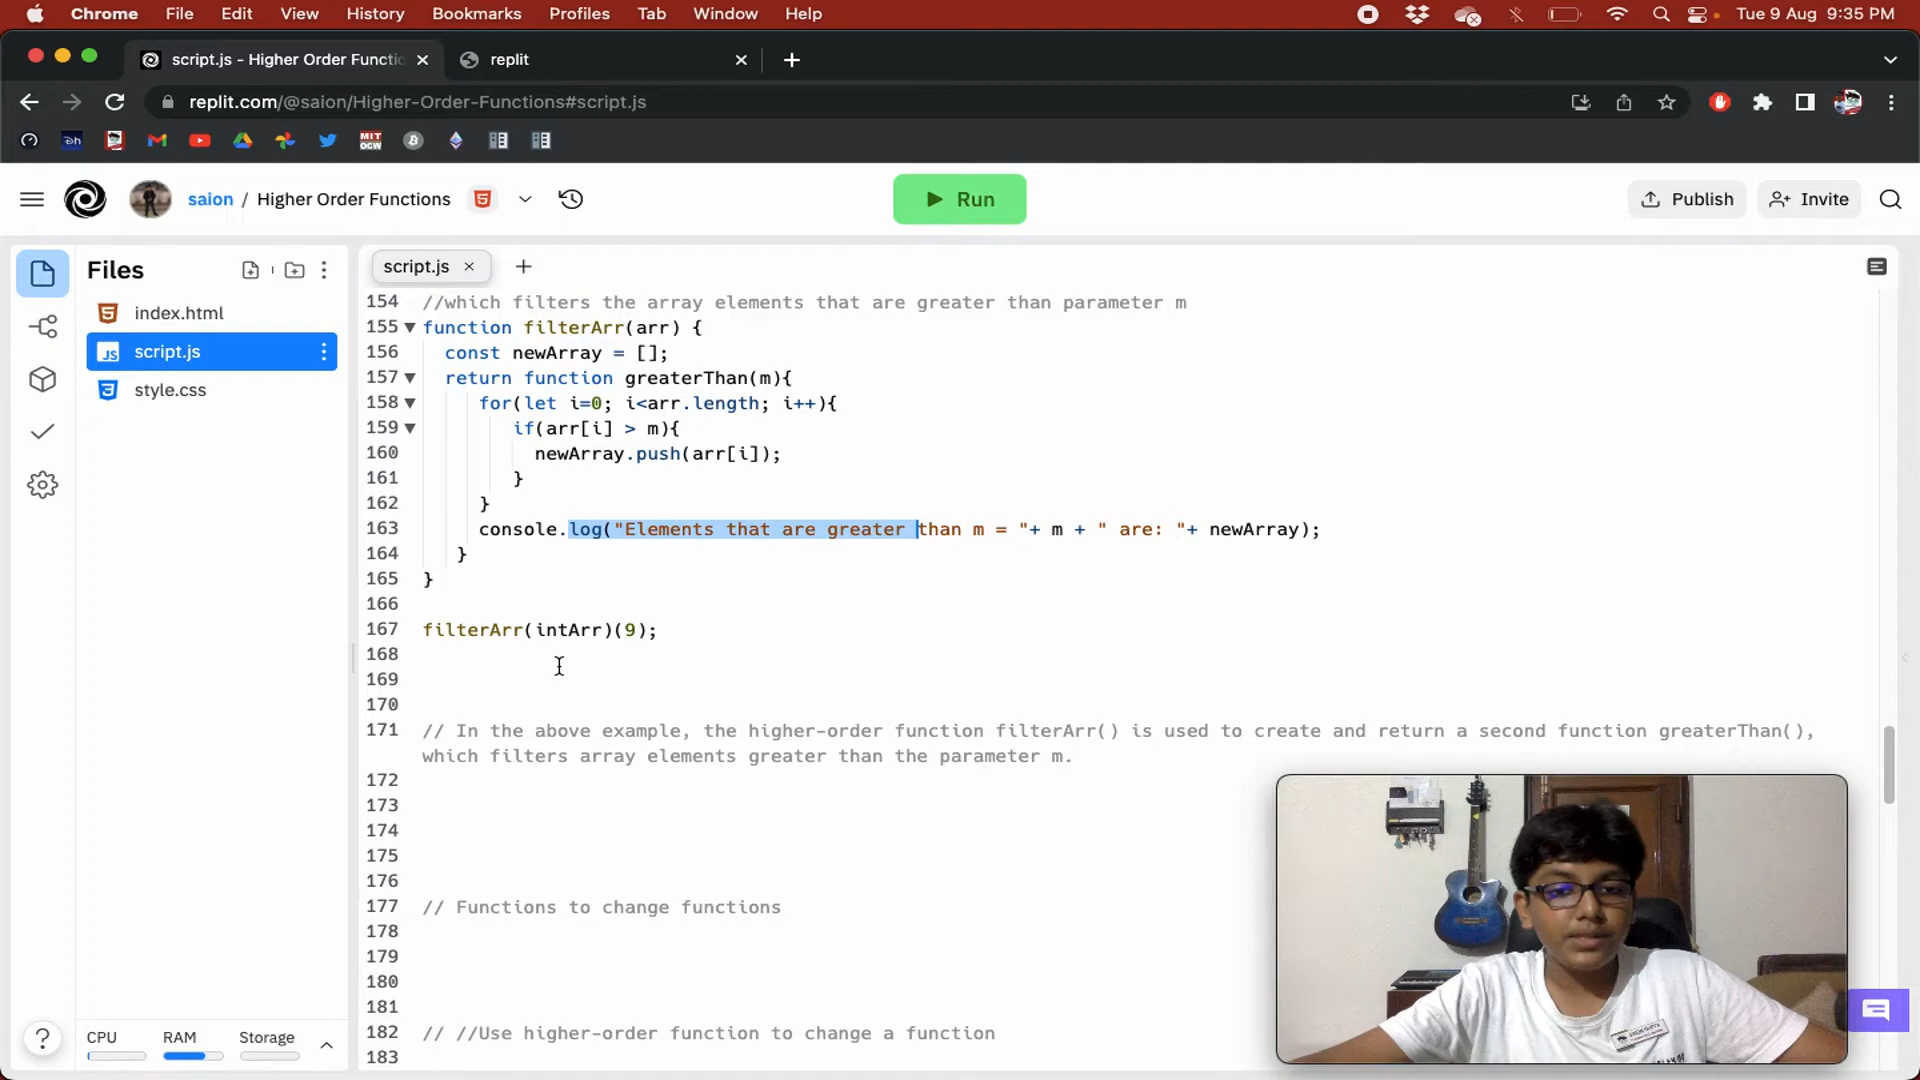 Chrome File Edit View History Bookmarks Profiles Tab Window Help Tue 9 Aug 9:35 PM
script.js - Higher Order Functio
replit
replit.com/@saion/Higher-Order-Functions#script.js
Dh
MIT OCW
saion / Higher Order Functions
Run
Publish
Invite
Files
script.js
index.html
JS script.js
style.css
154 //which filters the array elements that are greater than parameter m
155 function filterArr(arr) {
156 const newArray = [];
157 return function greaterThan(m){
158 for(let i=0; i<arr.length; i++){
159 if(arr[i] > m){
160 newArray.push(arr[i]);
161 }
162 }
163 console.log("Elements that are greater than m = "+ m + " are: "+ newArray);
164 }
165 }
166
167 filterArr(intArr)(9);
168
169
170
171 // In the above example, the higher-order function filterArr() is used to create and return a second function greaterThan(),
which filters array elements greater than the parameter m.
172
173
174
175
176
177 // Functions to change functions
178
179
180
181
182 // //Use higher-order function to change a function
183
? CPU RAM Storage